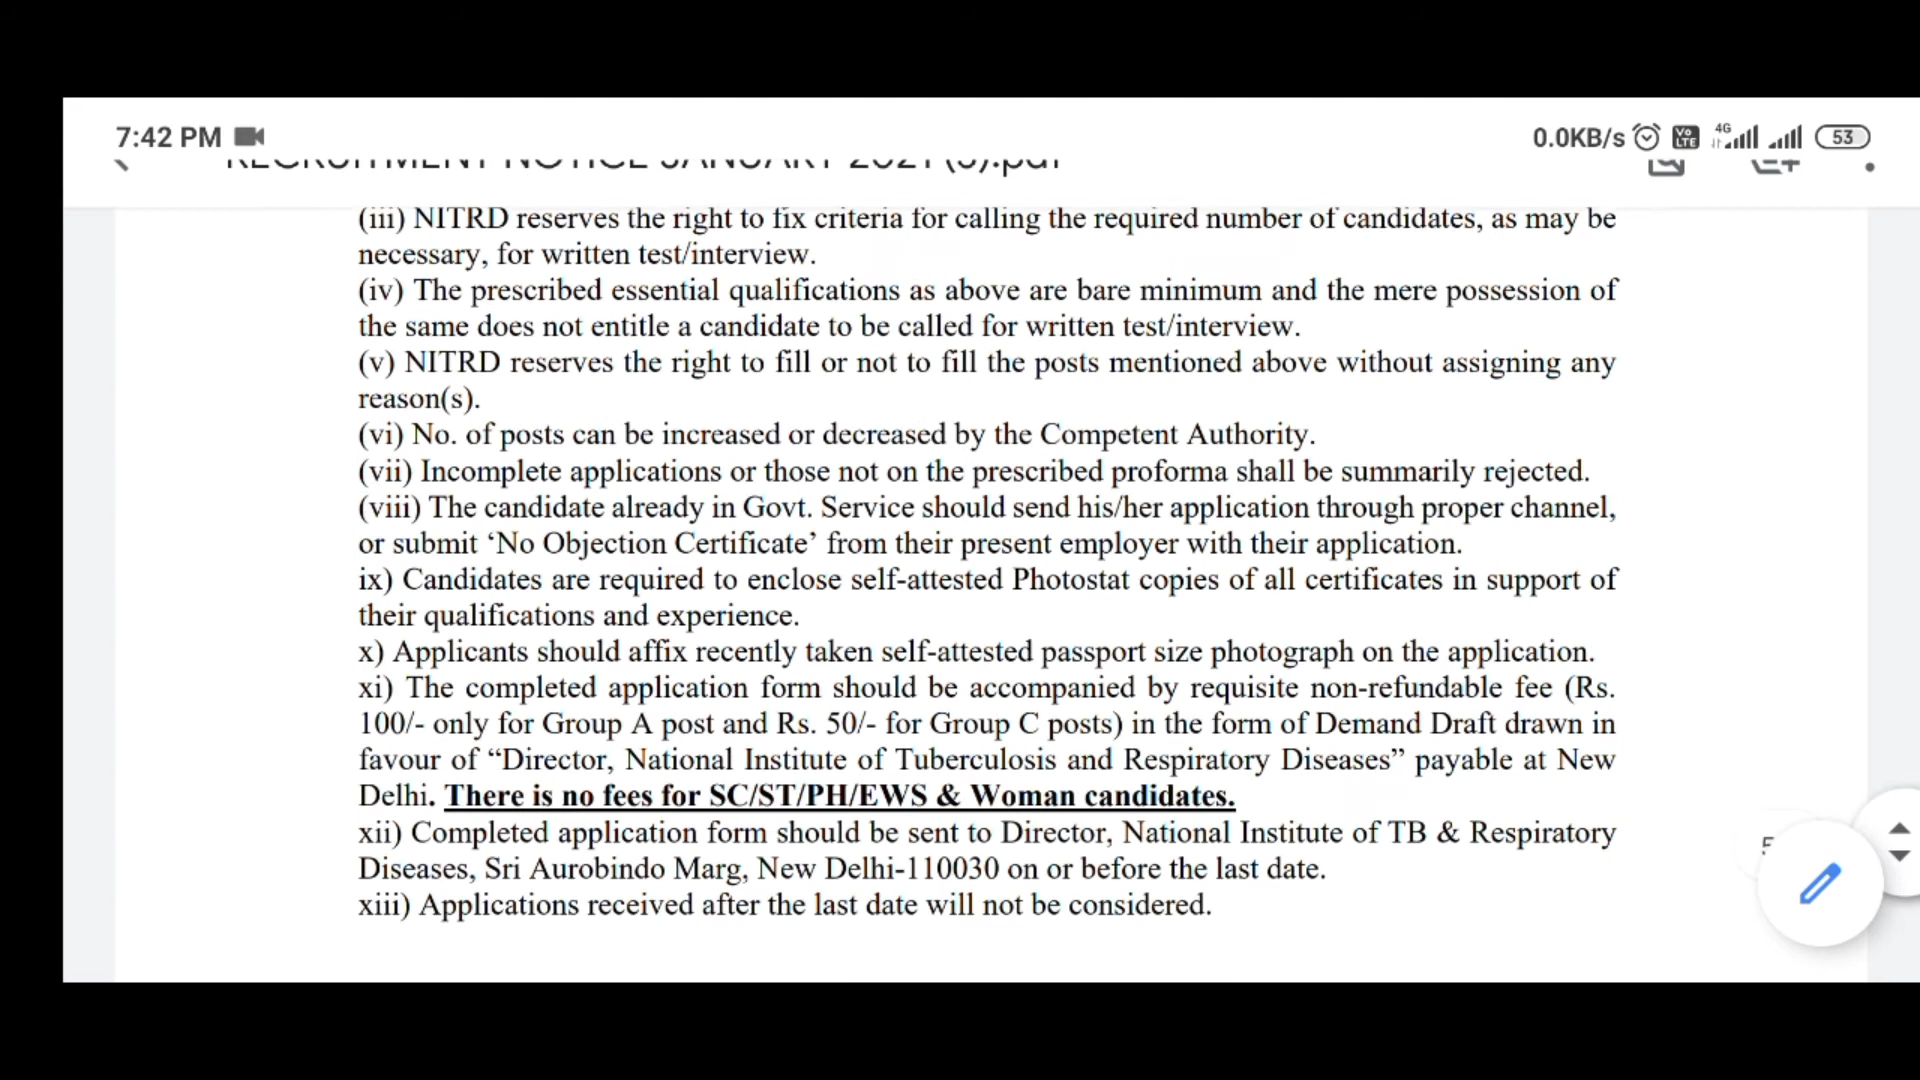 7:42 PM 0.0KB/s Vo LTE 4G 53
RECRUITMENT NOTICE JANUARY 2021 (3).pdf
(iii) NITRD reserves the right to fix criteria for calling the required number of candidates, as may be
necessary, for written test/interview.
(iv) The prescribed essential qualifications as above are bare minimum and the mere possession of
the same does not entitle a candidate to be called for written test/interview.
(v) NITRD reserves the right to fill or not to fill the posts mentioned above without assigning any
reason(s).
(vi) No. of posts can be increased or decreased by the Competent Authority.
(vii) Incomplete applications or those not on the prescribed proforma shall be summarily rejected.
(viii) The candidate already in Govt. Service should send his/her application through proper channel,
or submit ‘No Objection Certificate’ from their present employer with their application.
ix) Candidates are required to enclose self-attested Photostat copies of all certificates in support of
their qualifications and experience.
x) Applicants should affix recently taken self-attested passport size photograph on the application.
xi) The completed application form should be accompanied by requisite non-refundable fee (Rs.
100/- only for Group A post and Rs. 50/- for Group C posts) in the form of Demand Draft drawn in
favour of “Director, National Institute of Tuberculosis and Respiratory Diseases” payable at New
Delhi. There is no fees for SC/ST/PH/EWS & Woman candidates.
xii) Completed application form should be sent to Director, National Institute of TB & Respiratory
Diseases, Sri Aurobindo Marg, New Delhi-110030 on or before the last date.
xiii) Applications received after the last date will not be considered.